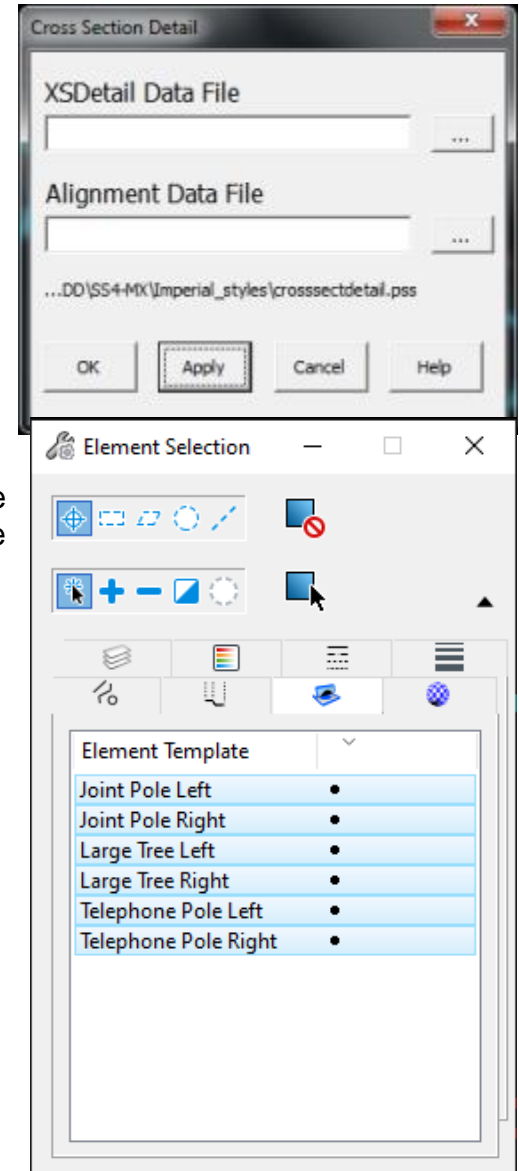 Cross Section Detail
XSDetail Data File
...
Alignment Data File
...
...DD\SS4-MX\Imperial_styles\crosssectdetail.pss
OK Apply Cancel Help
Element Selection
e
e
Element Template
Joint Pole Left
Joint Pole Right
Large Tree Left
Large Tree Right
Telephone Pole Left
Telephone Pole Right